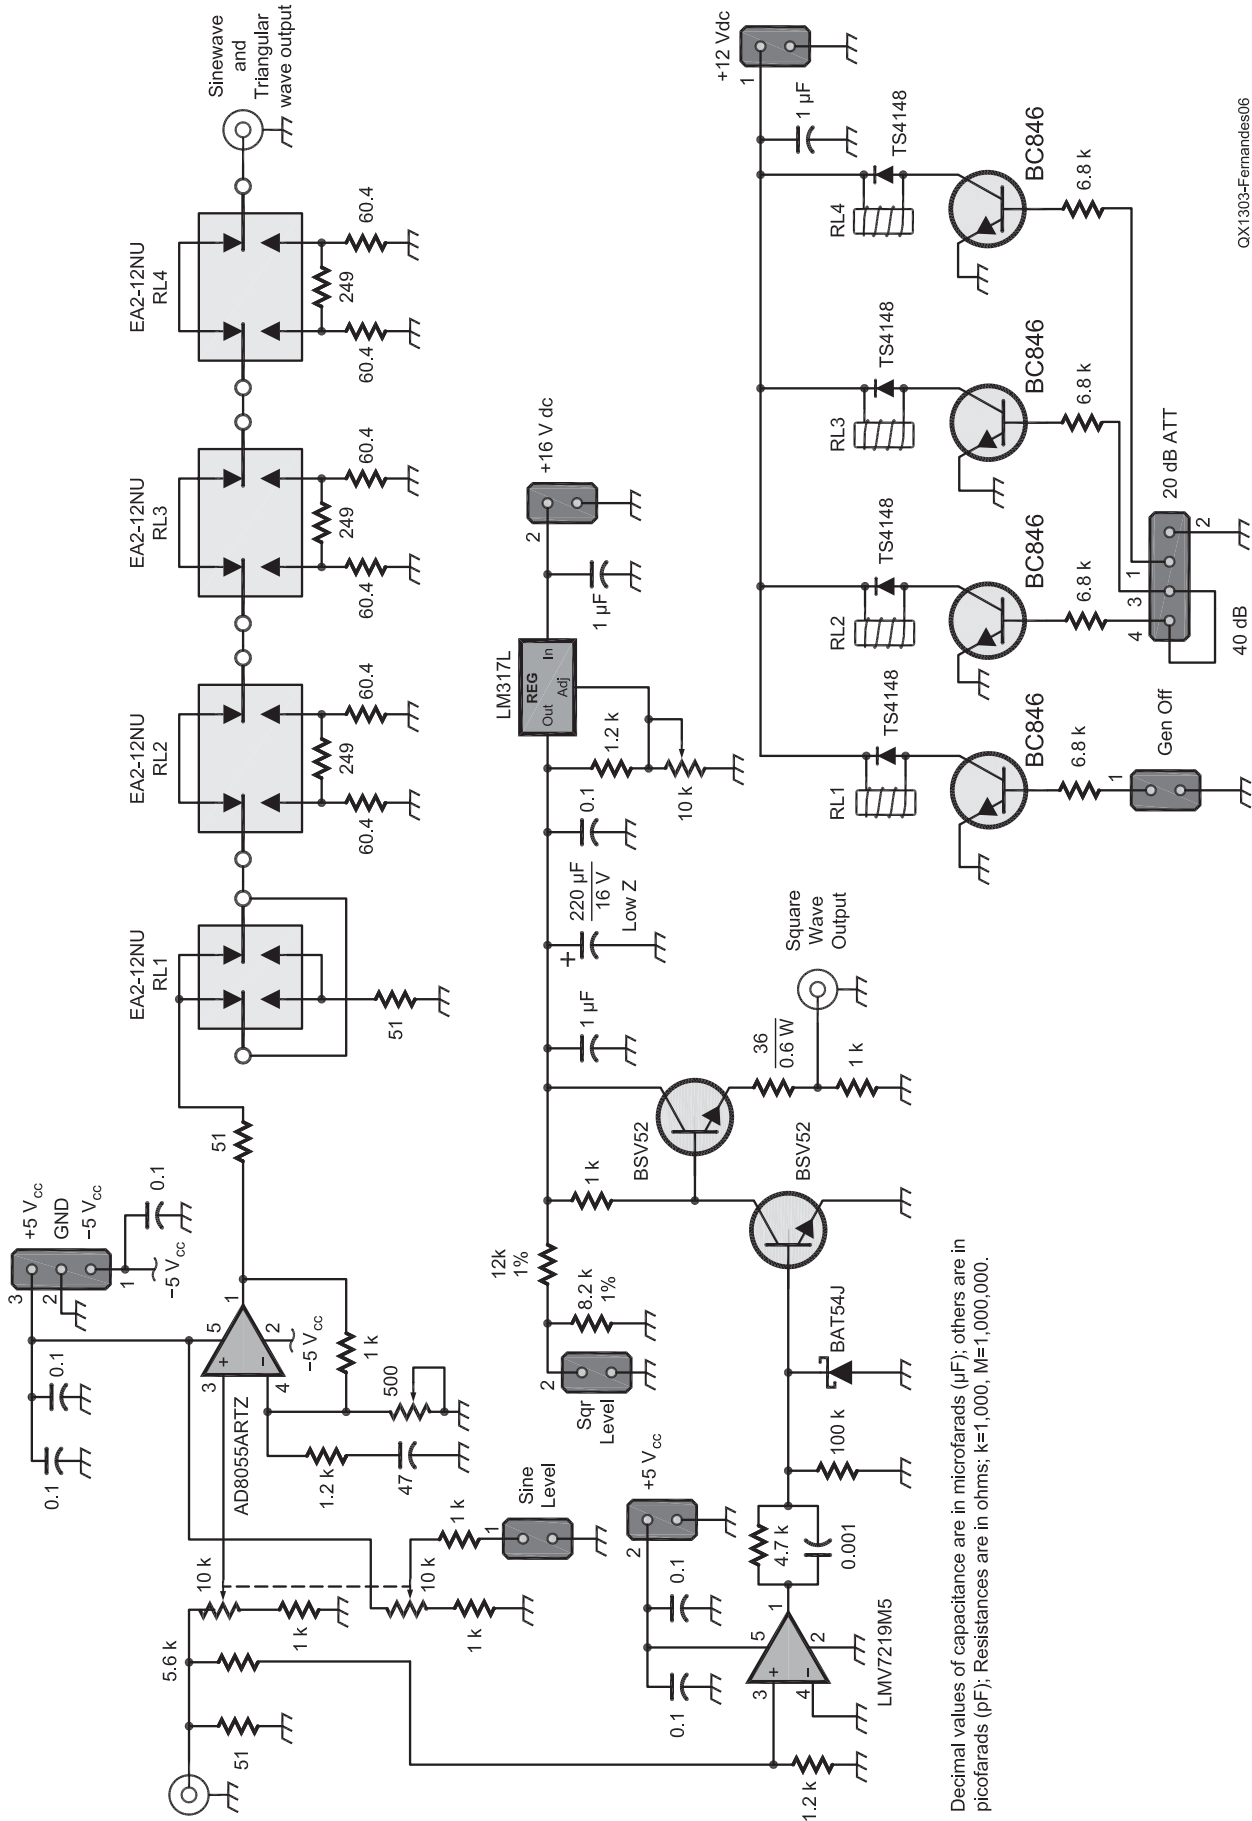 Sinewave
and
Triangular
wave output
EA2-12NU
RL4
60.4
249
60.4
EA2-12NU
RL3
60.4
249
60.4
EA2-12NU
RL2
60.4
249
60.4
EA2-12NU
RL1
51
51
+5 Vcc
GND
−5 Vcc
3
2
1
0.1
−5 Vcc
0.1
0.1
AD8055ARTZ
3
4
5
2
1
+
−
−5 Vcc
1 k
500
1.2 k
47
10 k
1 k
10 k
1 k
1 k
1
Sine
Level
5.6 k
51
1.2 k
+16 V dc
2
1 µF
LM317L
REG
In
Out
Adj
1.2 k
10 k
0.1
220 µF
16 V
Low Z
+
1 µF
BSV52
36
0.6 W
1 k
Square
Wave
Output
1 k
BSV52
12k
1%
8.2 k
1%
2
Sqr
Level
BAT54J
100 k
4.7 k
0.001
+5 Vcc
2
0.1
0.1
LMV7219M5
3
4
5
2
1
+
−
+12 Vdc
1
1 µF
RL4
TS4148
BC846
6.8 k
RL3
TS4148
BC846
6.8 k
RL2
TS4148
BC846
6.8 k
RL1
TS4148
BC846
6.8 k
20 dB ATT
4
3
1
2
40 dB
1
Gen Off
Decimal values of capacitance are in microfarads (µF); others are in
picofarads (pF); Resistances are in ohms; k=1,000, M=1,000,000.
QX1303-Fernandes06